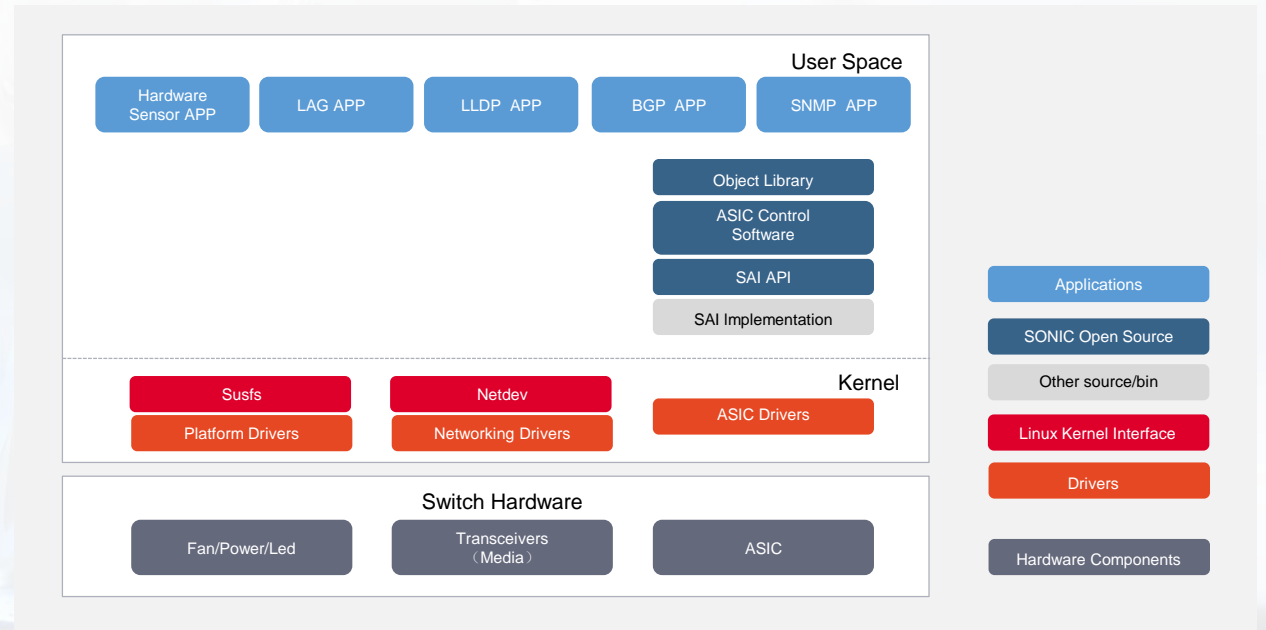 User Space
Hardware
Sensor APP
LAG APP
LLDP APP
BGP APP
SNMP APP
Object Library
ASIC Control
Software
SAI API
SAI Implementation
Kernel
Susfs
Netdev
ASIC Drivers
Platform Drivers
Networking Drivers
Switch Hardware
Fan/Power/Led
Transceivers
（Media）
ASIC
Applications
SONIC Open Source
Other source/bin
Linux Kernel Interface
Drivers
Hardware Components